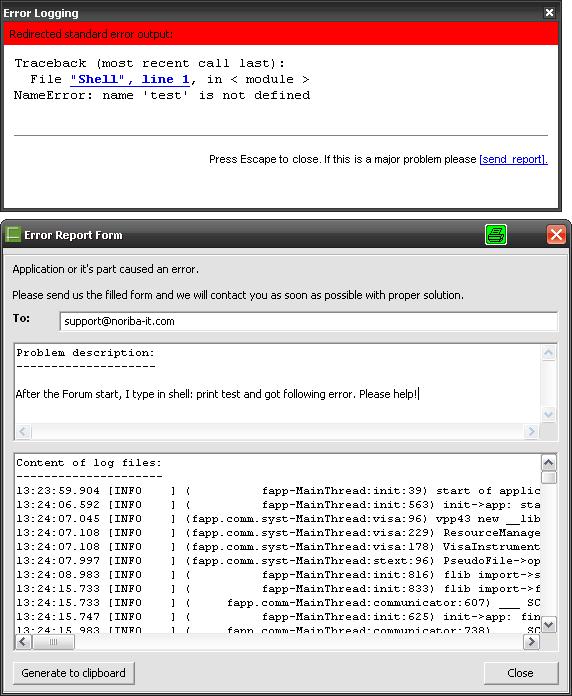 Error Logging
Redirected standard error output:
Traceback (most recent call last):
File "Shell", line 1, in < module >
NameError: name 'test' is not defined
Press Escape to close. If this is a major problem please [send_report].
Error Report Form
Application or it's part caused an error.
Please send us the filled form and we will contact you as soon as possible with proper solution.
To: support@noriba-it.com
Problem description:
--------------------
After the Forum start, I type in shell: print test and got following error. Please help!
Content of log files:
---------------------
13:23:59.904 [INFO    ] (          fapp-MainThread:init:39) start of applic
13:24:06.592 [INFO    ] (          fapp-MainThread:init:563) init->app: sta
13:24:07.045 [INFO    ] (fapp.comm.syst-MainThread:visa:96) vpp43 new __lib
13:24:07.108 [INFO    ] (fapp.comm.syst-MainThread:visa:229) ResourceManage
13:24:07.108 [INFO    ] (fapp.comm.syst-MainThread:visa:178) VisaInstrument
13:24:07.997 [INFO    ] (fapp.comm.syst-MainThread:stext:96) PseudoFile->op
13:24:08.983 [INFO    ] (          fapp-MainThread:init:816) flib import->s
13:24:15.733 [INFO    ] (          fapp-MainThread:init:833) flib import->f
13:24:15.733 [INFO    ] (     fapp.comm-MainThread:communicator:607) ___ SC
13:24:15.747 [INFO    ] (          fapp-MainThread:init:625) init->app: fin
13:24:15.983 [INFO    ] (     fapp.comm-MainThread:communicator:738) ___ SC
Generate to clipboard
Close